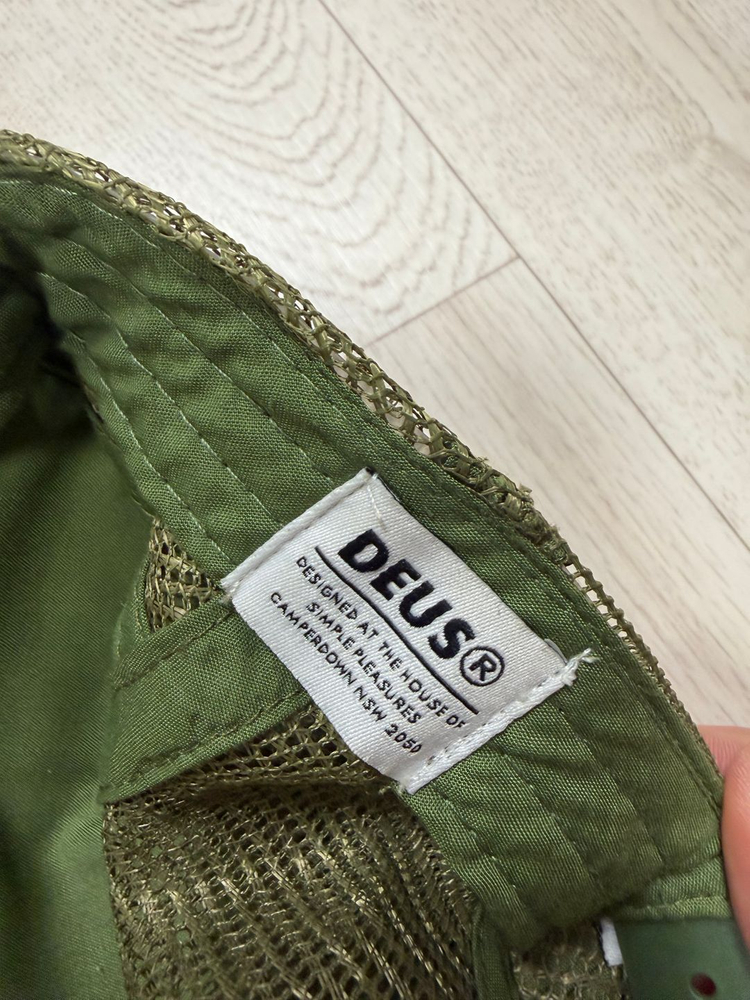 DEUS®
DESIGNED AT THE HOUSE OF
SIMPLE PLEASURES
CAMPERDOWN NSW 2050